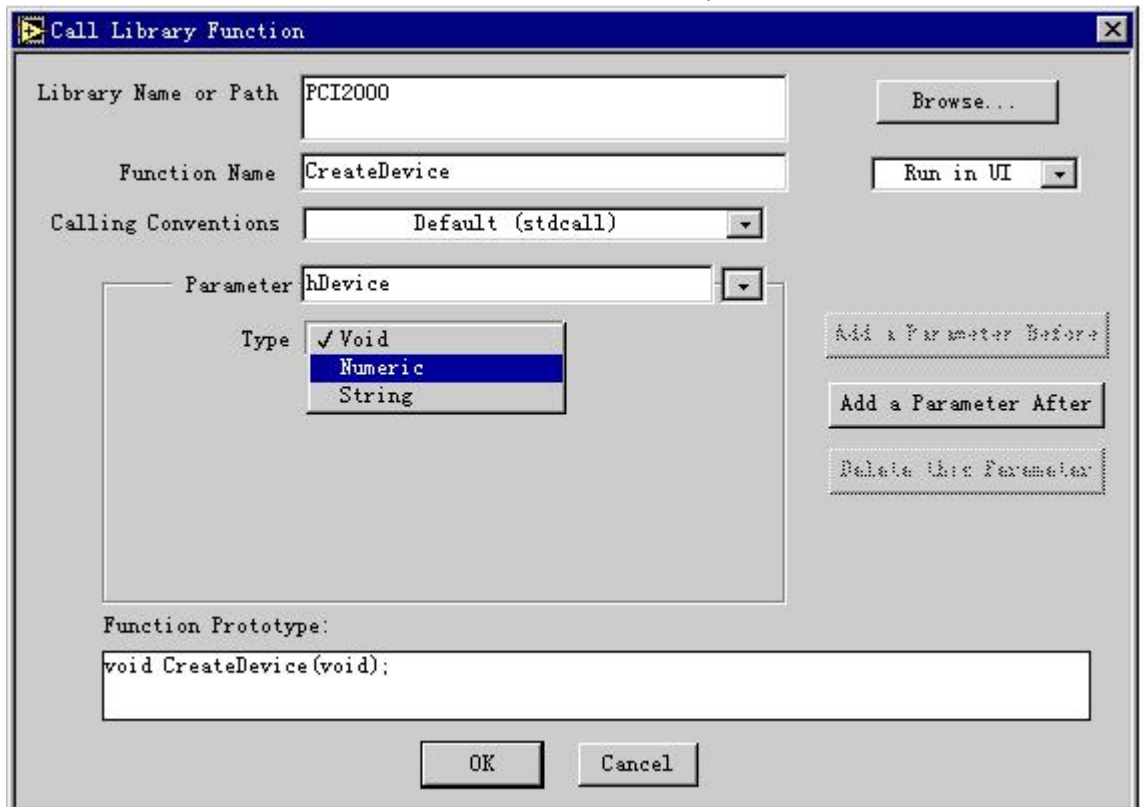 Call Library Function
Library Name or Path PCI2000 Browse...
Function Name CreateDevice Run in UI
Calling Conventions Default (stdcall)
Parameter hDevice
Type ✓ Void
Numeric
String
Add a Parameter Before
Add a Parameter After
Delete this Parameter
Function Prototype:
void CreateDevice(void);
OK Cancel